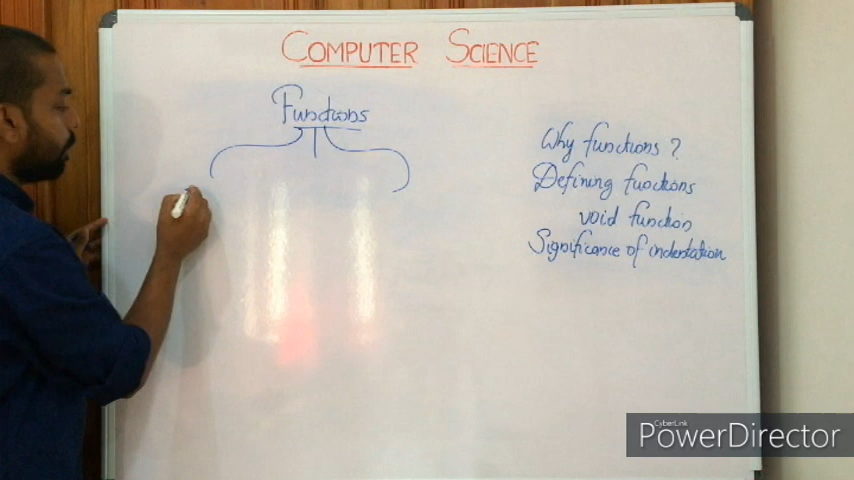 COMPUTER SCIENCE
Functions
Why functions ?
Defining functions
void function
Significance of indentation
CyberLink
PowerDirector